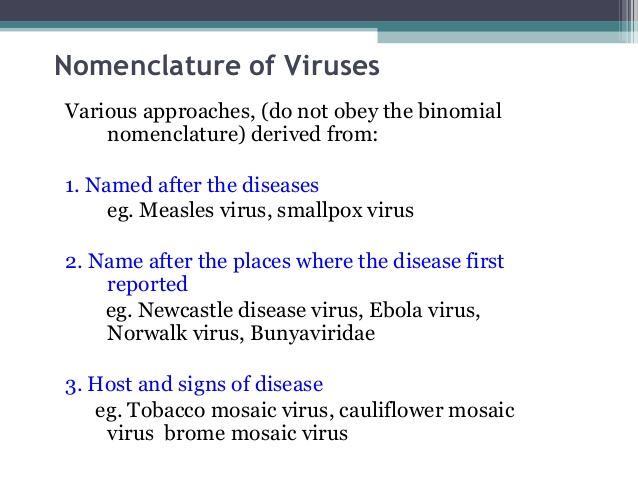 Nomenclature of Viruses
Various approaches, (do not obey the binomial
nomenclature) derived from:
1. Named after the diseases
eg. Measles virus, smallpox virus
2. Name after the places where the disease first
reported
eg. Newcastle disease virus, Ebola virus,
Norwalk virus, Bunyaviridae
3. Host and signs of disease
eg. Tobacco mosaic virus, cauliflower mosaic
virus  brome mosaic virus